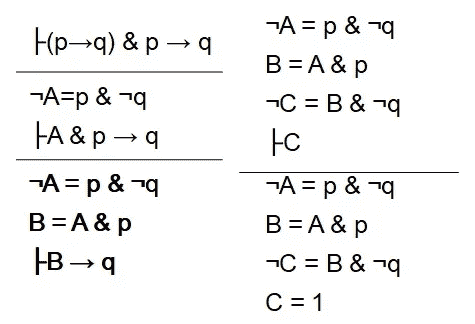 ├(p→q) & p → q
¬A=p & ¬q
├A & p → q
¬A = p & ¬q
B = A & p
├B → q
¬A = p & ¬q
B = A & p
¬C = B & ¬q
├C
¬A = p & ¬q
B = A & p
¬C = B & ¬q
C = 1